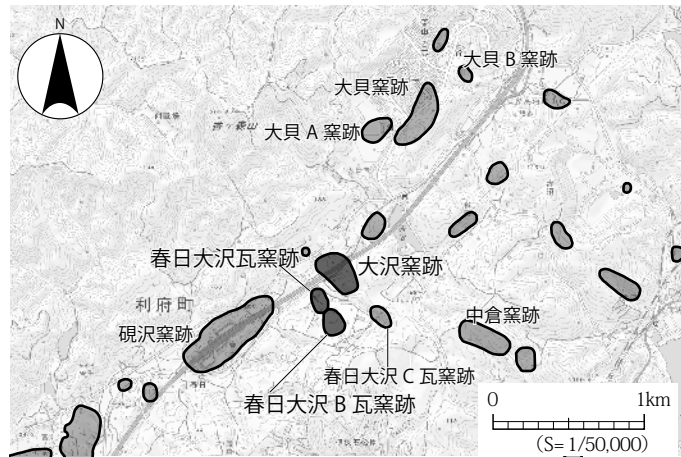 N
大貝 B 窯跡
大貝窯跡
大貝 A 窯跡
春日大沢瓦窯跡
大沢窯跡
利府町
硯沢窯跡
中倉窯跡
春日大沢 C 瓦窯跡
春日大沢 B 瓦窯跡
0 1km
(S= 1/50,000)